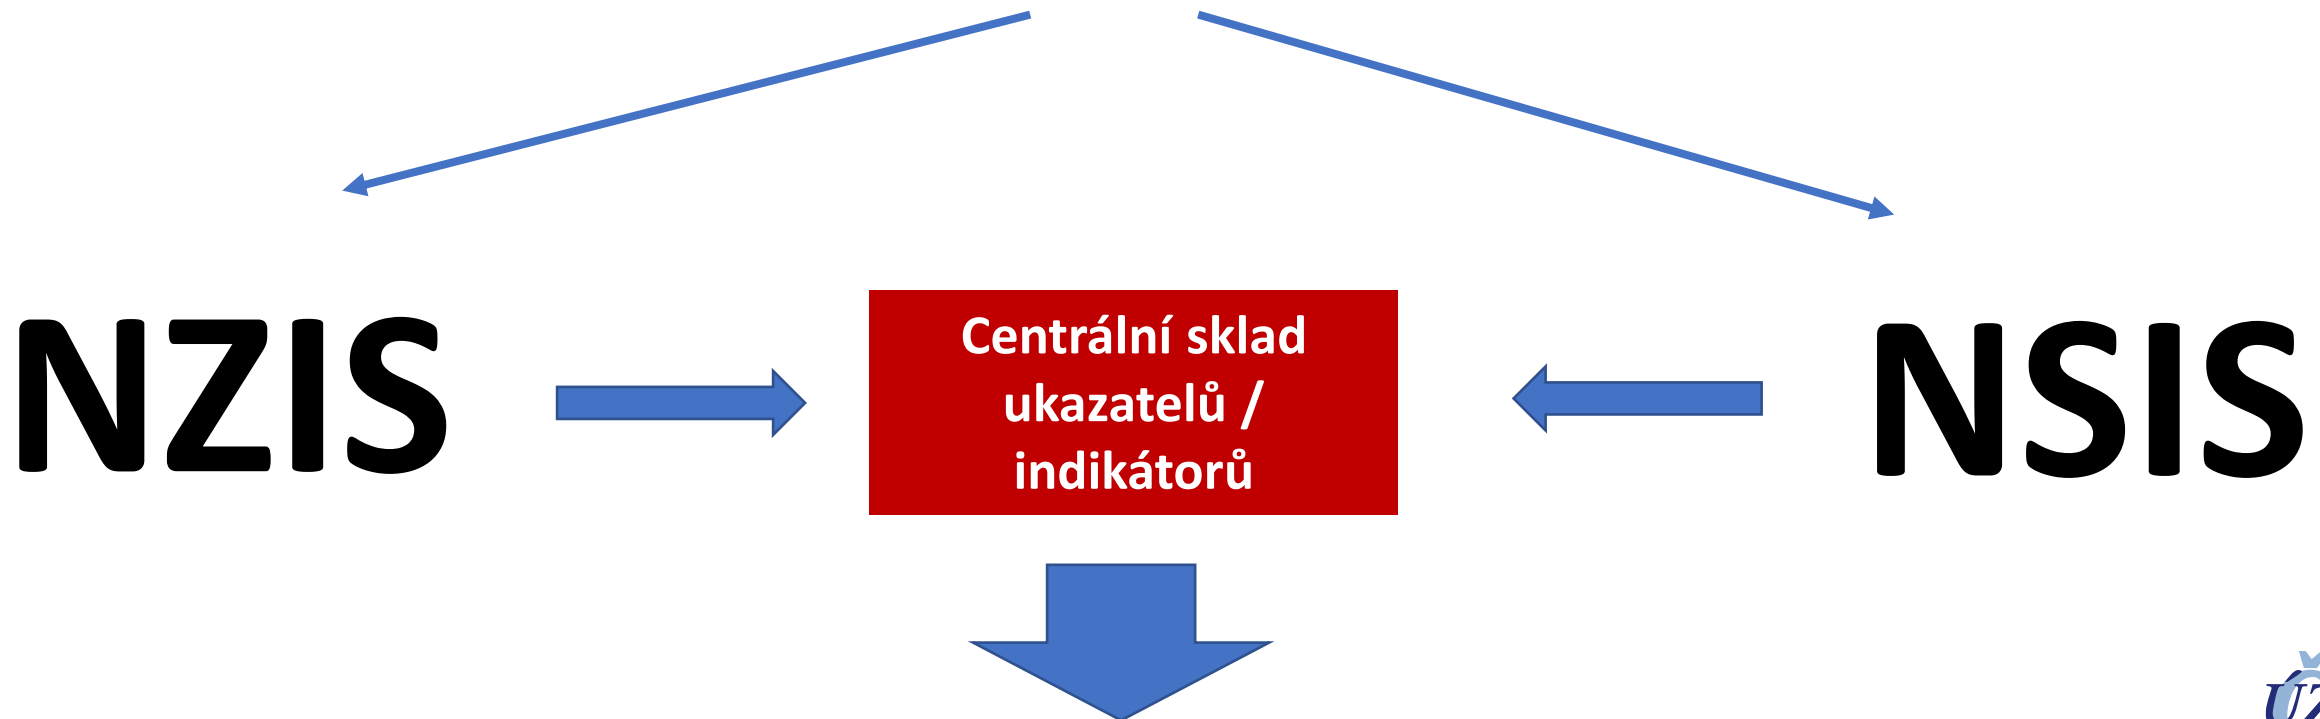 NZIS
Centrální sklad
ukazatelů /
indikátorů
NSIS